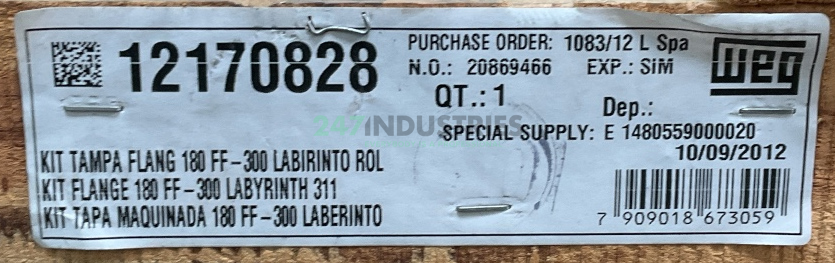 12170828
PURCHASE ORDER: 1083/12 L Spa
N.O.: 20869466 EXP.: SIM
QT.: 1
Dep.:
WEG
247INDUSTRIES
SPECIAL SUPPLY: E 1480559000020
10/09/2012
KIT TAMPA FLANG 180 FF-300 LABIRINTO ROL
KIT FLANGE 180 FF-300 LABYRINTH 311
KIT TAPA MAQUINADA 180 FF-300 LABERINTO
7 909018 673059